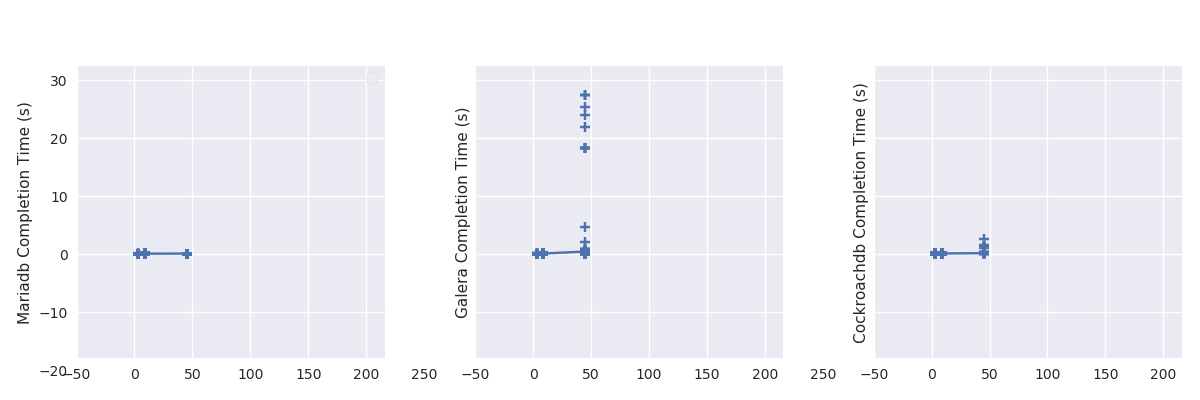 Mariadb Completion Time (s)
30
20
10
0
−10
−20
−50 0 50 100 150 200 250
Galera Completion Time (s)
−50 0 50 100 150 200 250
Cockroachdb Completion Time (s)
−50 0 50 100 150 200